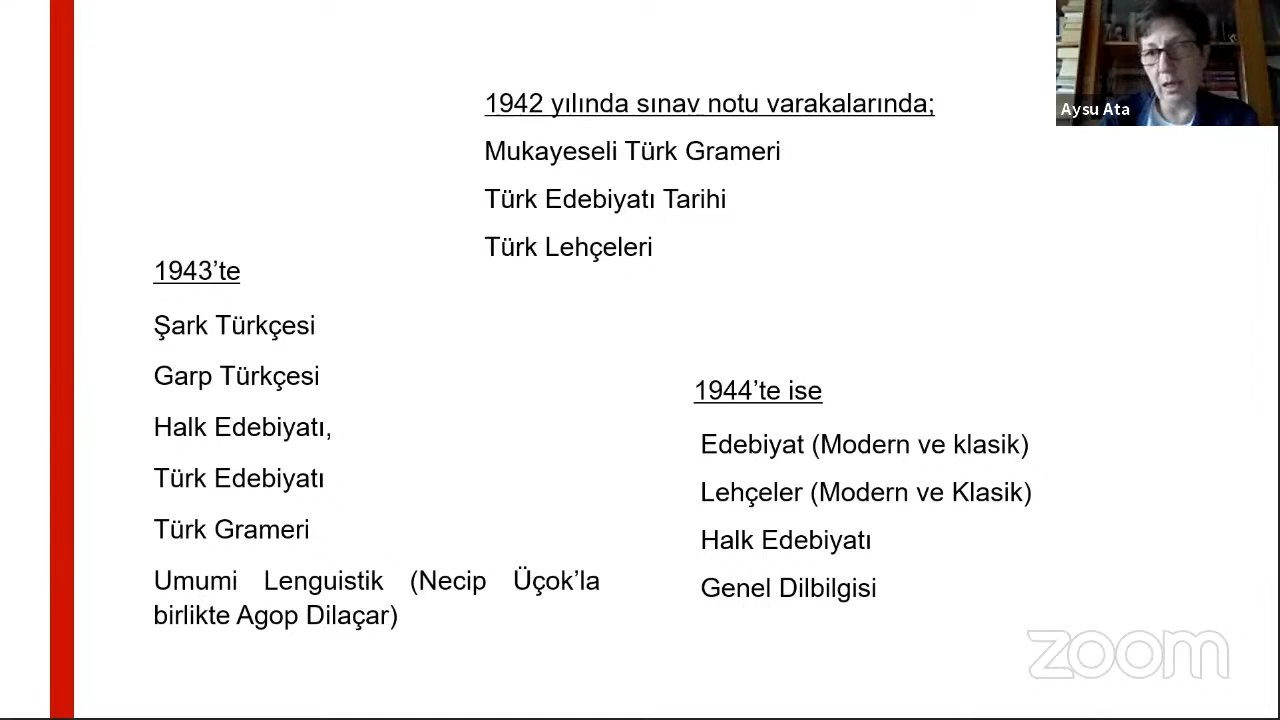 1942 yılında sınav notu varakalarında;
Mukayeseli Türk Grameri
Türk Edebiyatı Tarihi
Türk Lehçeleri
1943’te
Şark Türkçesi
Garp Türkçesi
Halk Edebiyatı,
Türk Edebiyatı
Türk Grameri
Umumi Lenguistik (Necip Üçok’la
birlikte Agop Dilaçar)
1944’te ise
Edebiyat (Modern ve klasik)
Lehçeler (Modern ve Klasik)
Halk Edebiyatı
Genel Dilbilgisi
Aysu Ata
zoom